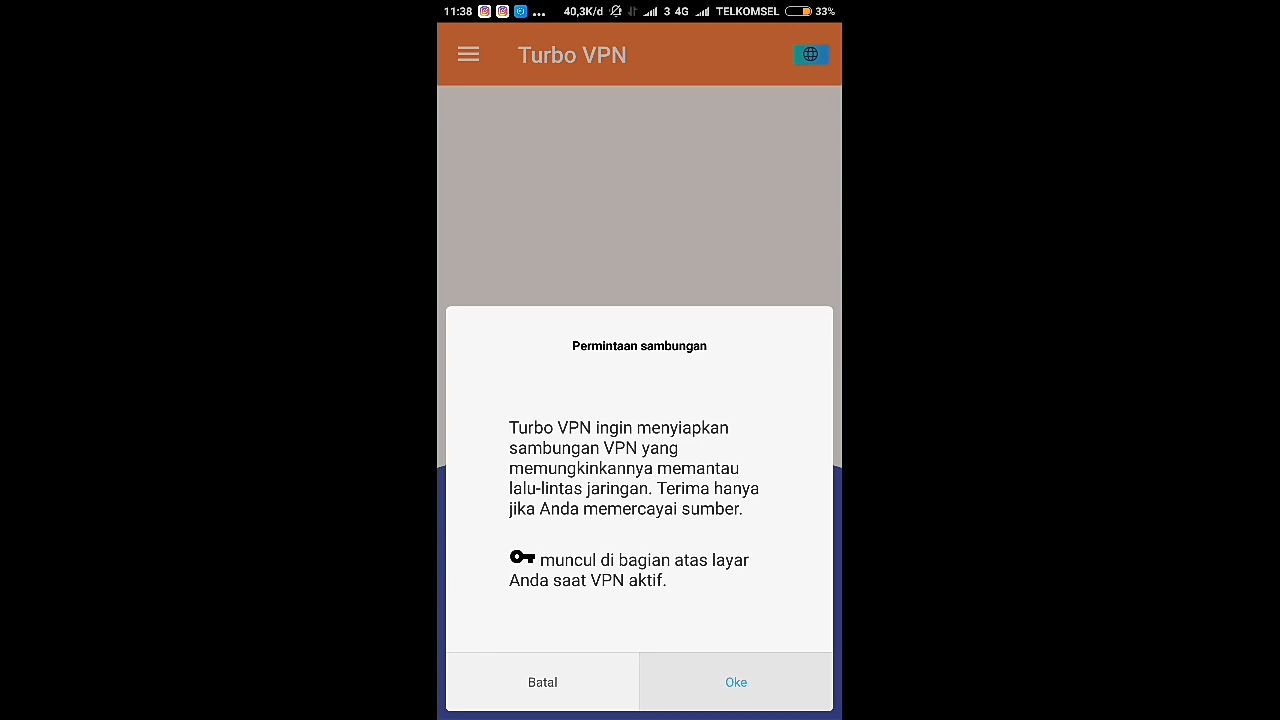 11:38 ... 40,3K/d 3 4G TELKOMSEL 33%
Turbo VPN
Permintaan sambungan
Turbo VPN ingin menyiapkan
sambungan VPN yang
memungkinkannya memantau
lalu-lintas jaringan. Terima hanya
jika Anda memercayai sumber.
muncul di bagian atas layar
Anda saat VPN aktif.
Batal
Oke